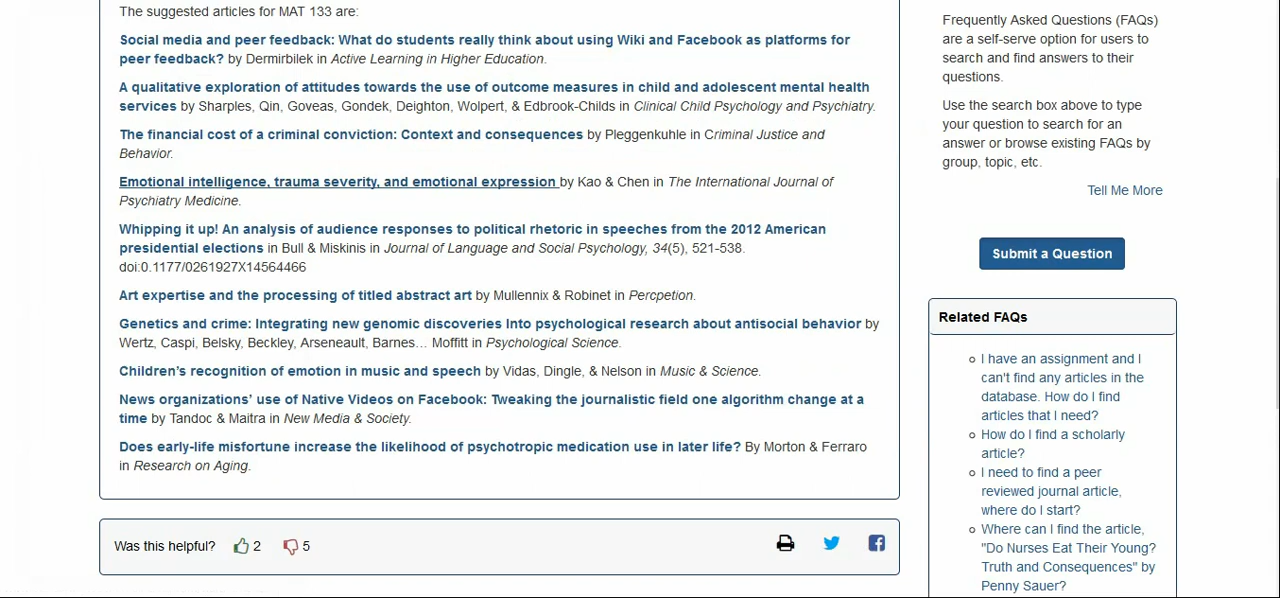 The suggested articles for MAT 133 are:
Social media and peer feedback: What do students really think about using Wiki and Facebook as platforms for
peer feedback? by Dermirbilek in Active Learning in Higher Education.
A qualitative exploration of attitudes towards the use of outcome measures in child and adolescent mental health
services by Sharples, Qin, Goveas, Gondek, Deighton, Wolpert, & Edbrook-Childs in Clinical Child Psychology and Psychiatry.
The financial cost of a criminal conviction: Context and consequences by Pleggenkuhle in Criminal Justice and
Behavior.
Emotional intelligence, trauma severity, and emotional expression by Kao & Chen in The International Journal of
Psychiatry Medicine.
Whipping it up! An analysis of audience responses to political rhetoric in speeches from the 2012 American
presidential elections in Bull & Miskinis in Journal of Language and Social Psychology, 34(5), 521-538.
doi:0.1177/0261927X14564466
Art expertise and the processing of titled abstract art by Mullennix & Robinet in Percpetion.
Genetics and crime: Integrating new genomic discoveries Into psychological research about antisocial behavior by
Wertz, Caspi, Belsky, Beckley, Arseneault, Barnes… Moffitt in Psychological Science.
Children's recognition of emotion in music and speech by Vidas, Dingle, & Nelson in Music & Science.
News organizations' use of Native Videos on Facebook: Tweaking the journalistic field one algorithm change at a
time by Tandoc & Maitra in New Media & Society.
Does early-life misfortune increase the likelihood of psychotropic medication use in later life? By Morton & Ferraro
in Research on Aging.
Was this helpful? 2 5
Frequently Asked Questions (FAQs)
are a self-serve option for users to
search and find answers to their
questions.
Use the search box above to type
your question to search for an
answer or browse existing FAQs by
group, topic, etc.
Tell Me More
Submit a Question
Related FAQs
I have an assignment and I
can't find any articles in the
database. How do I find
articles that I need?
How do I find a scholarly
article?
I need to find a peer
reviewed journal article,
where do I start?
Where can I find the article,
"Do Nurses Eat Their Young?
Truth and Consequences" by
Penny Sauer?